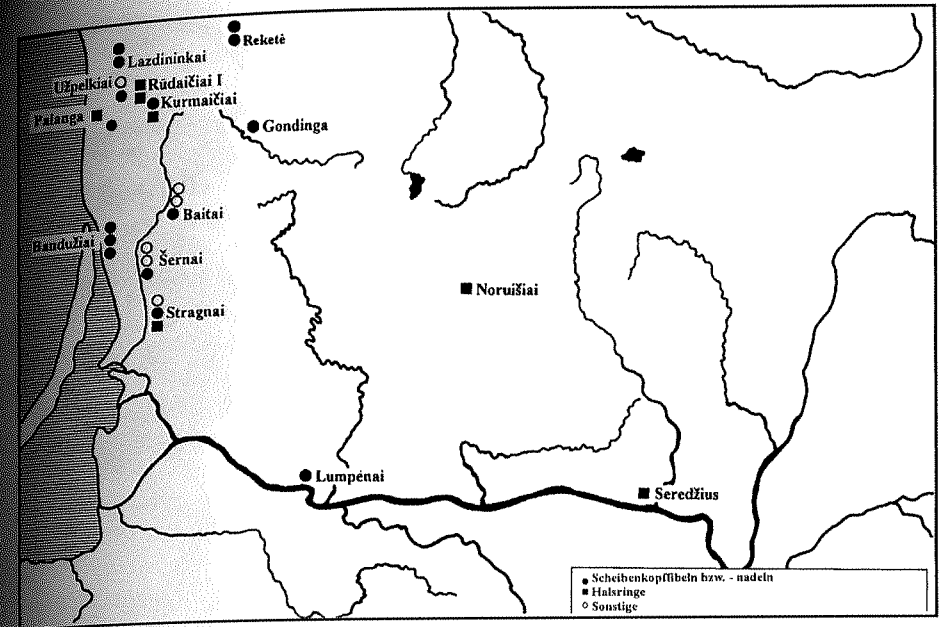 Reketė
Lazdininkai
Užpelkiai
Rūdaičiai I
Kurmaičiai
Palanga
Gondinga
Baitai
Bandužiai
Šernai
Noruišiai
Stragnai
Lumpėnai
Seredžius
Scheibenkopffibeln bzw. - nadeln
Halsringe
Sonstige